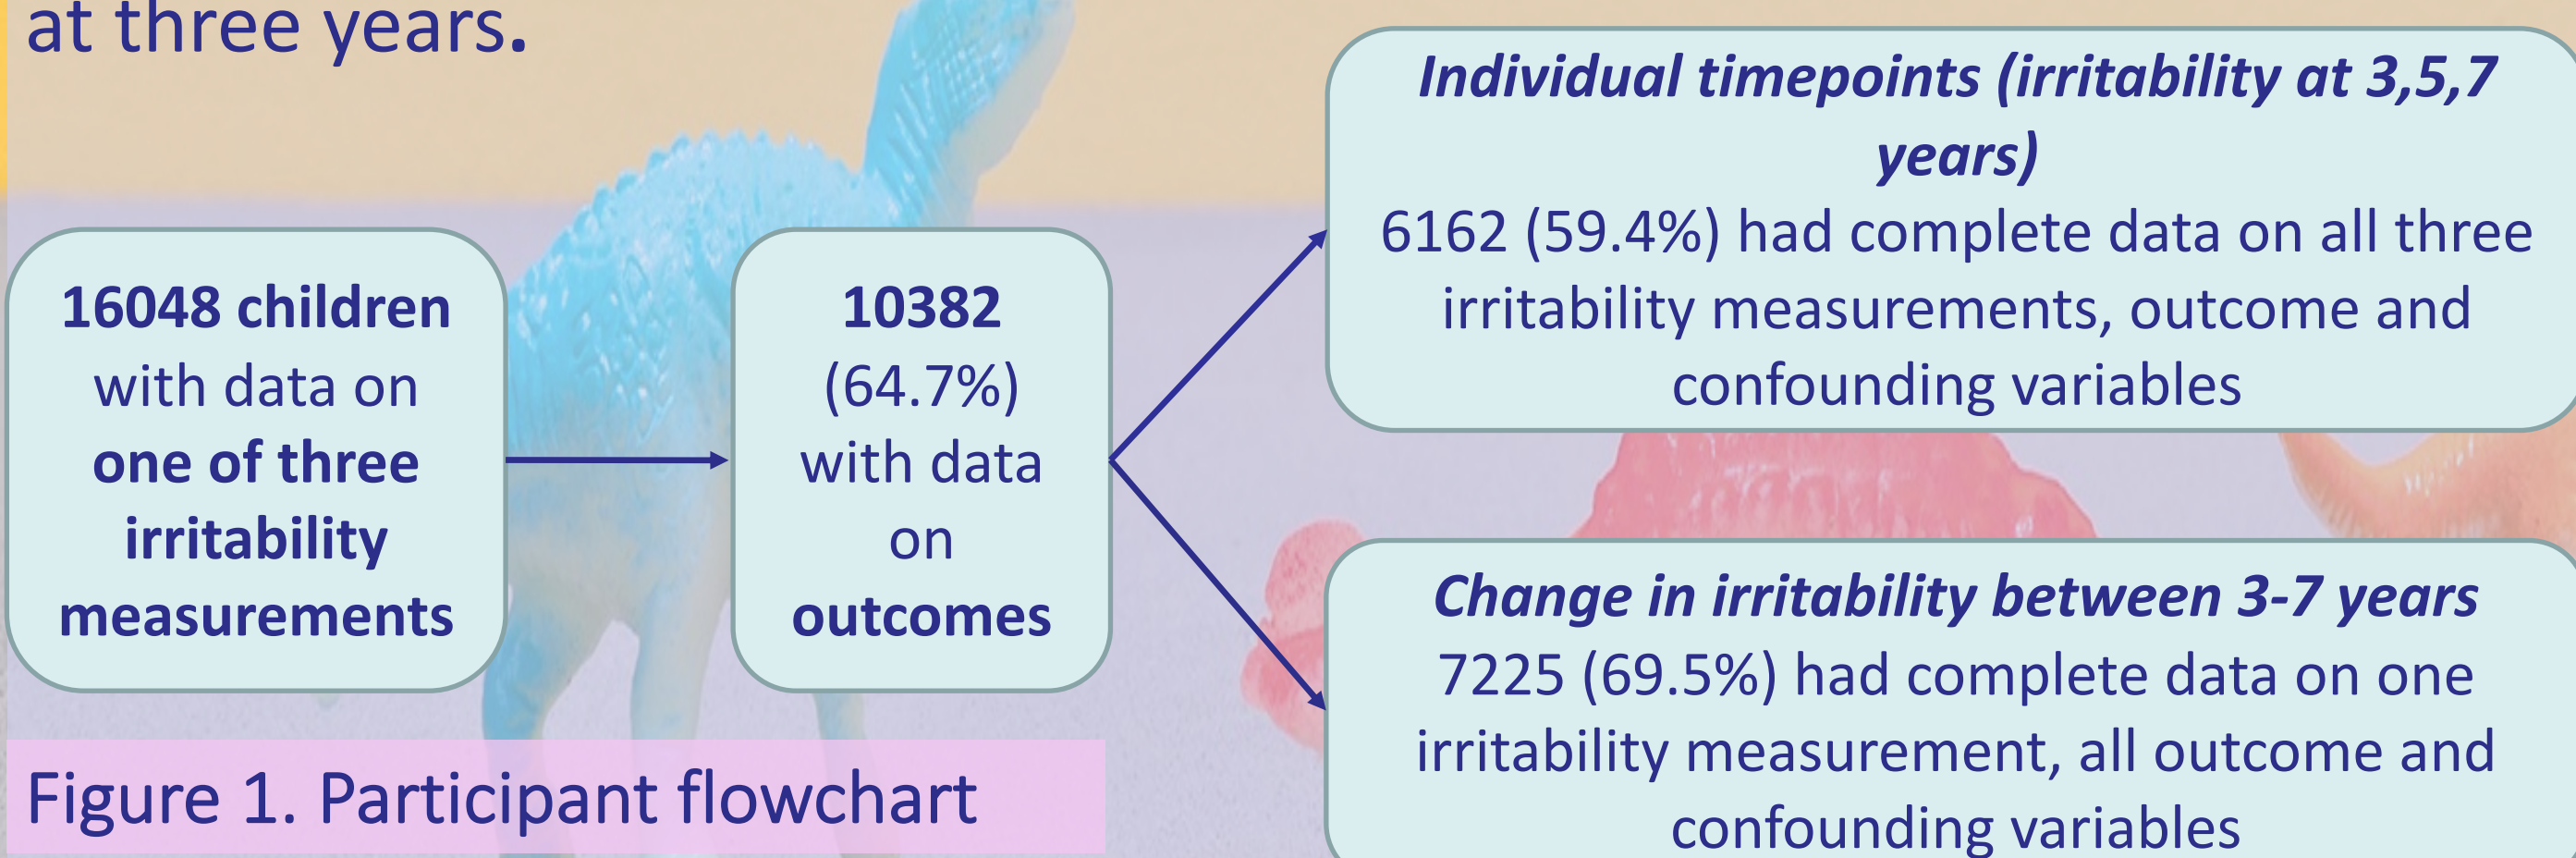 at three years.
16048 children
with data on
one of three
irritability
measurements
10382
(64.7%)
with data
on
outcomes
Individual timepoints (irritability at 3,5,7
years)
6162 (59.4%) had complete data on all three
irritability measurements, outcome and
confounding variables
Change in irritability between 3-7 years
7225 (69.5%) had complete data on one
irritability measurement, all outcome and
confounding variables
Figure 1. Participant flowchart